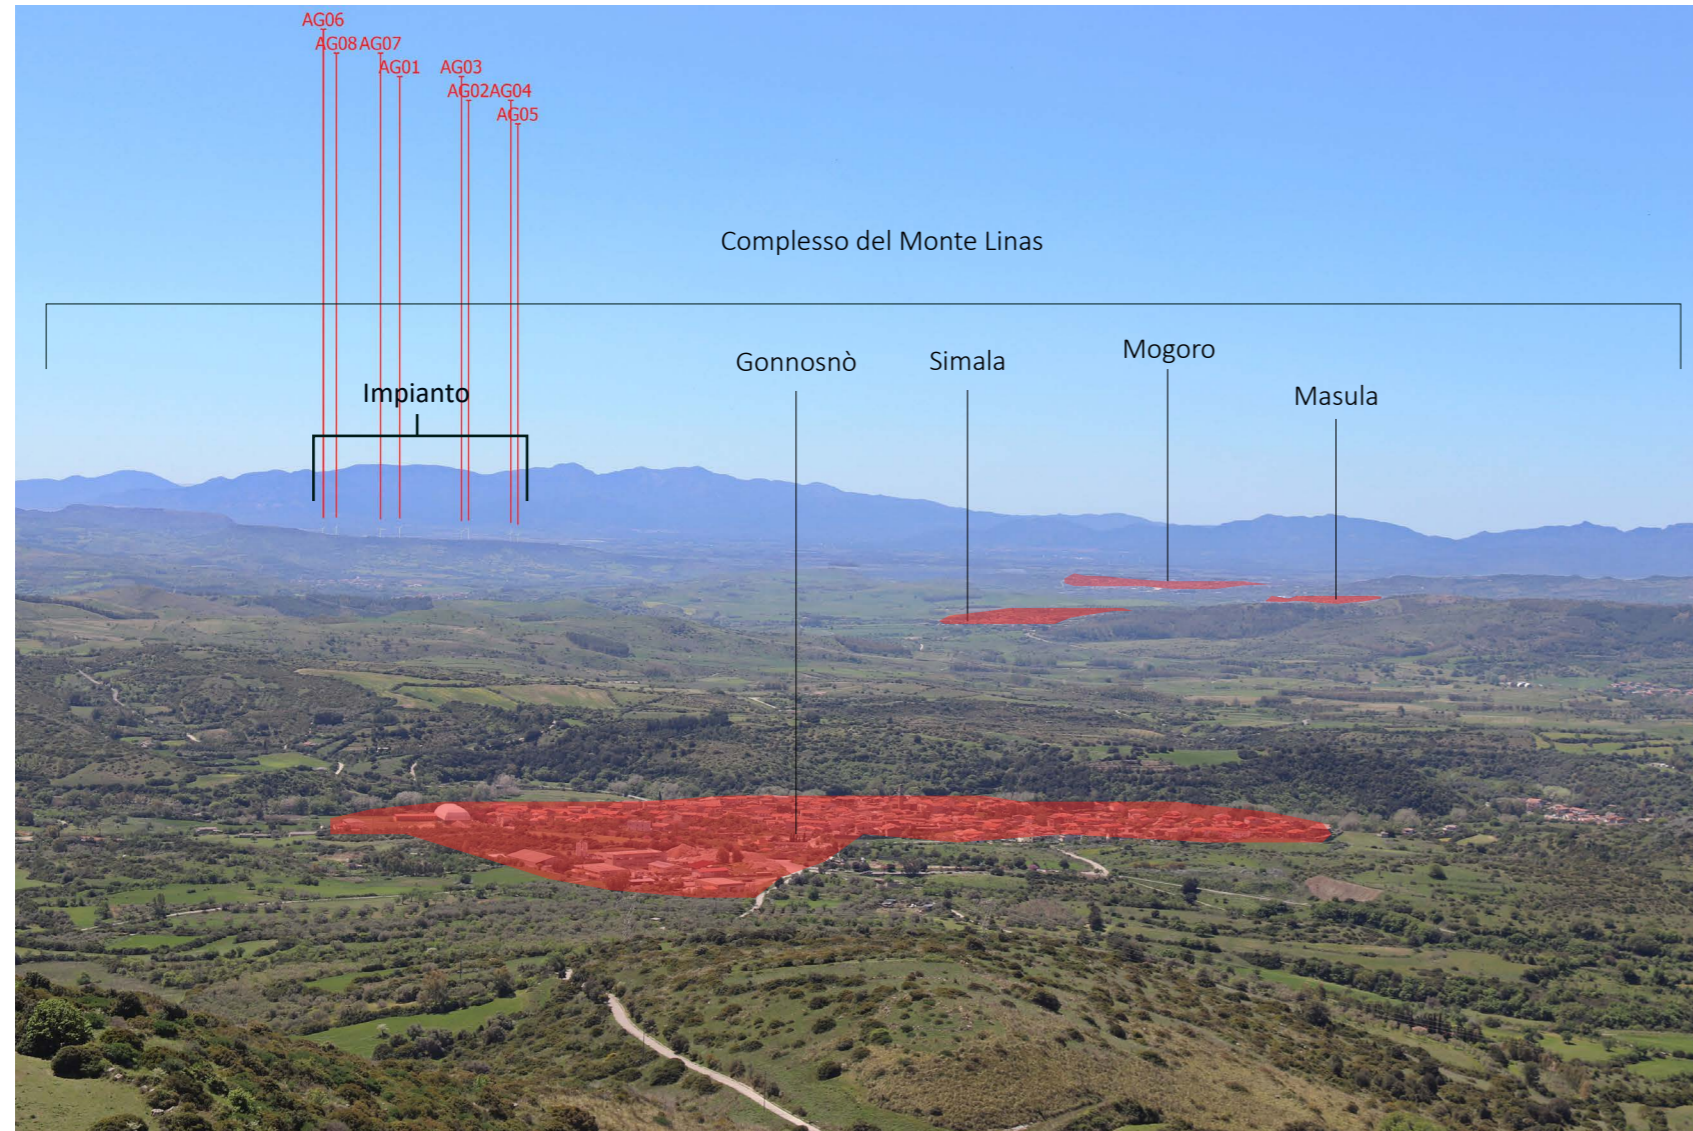 AG06
AG08 AG07
AG01 AG03
AG02 AG04
AG05
Complesso del Monte Linas
Gonnosnò Simala Mogoro
Impianto Masula